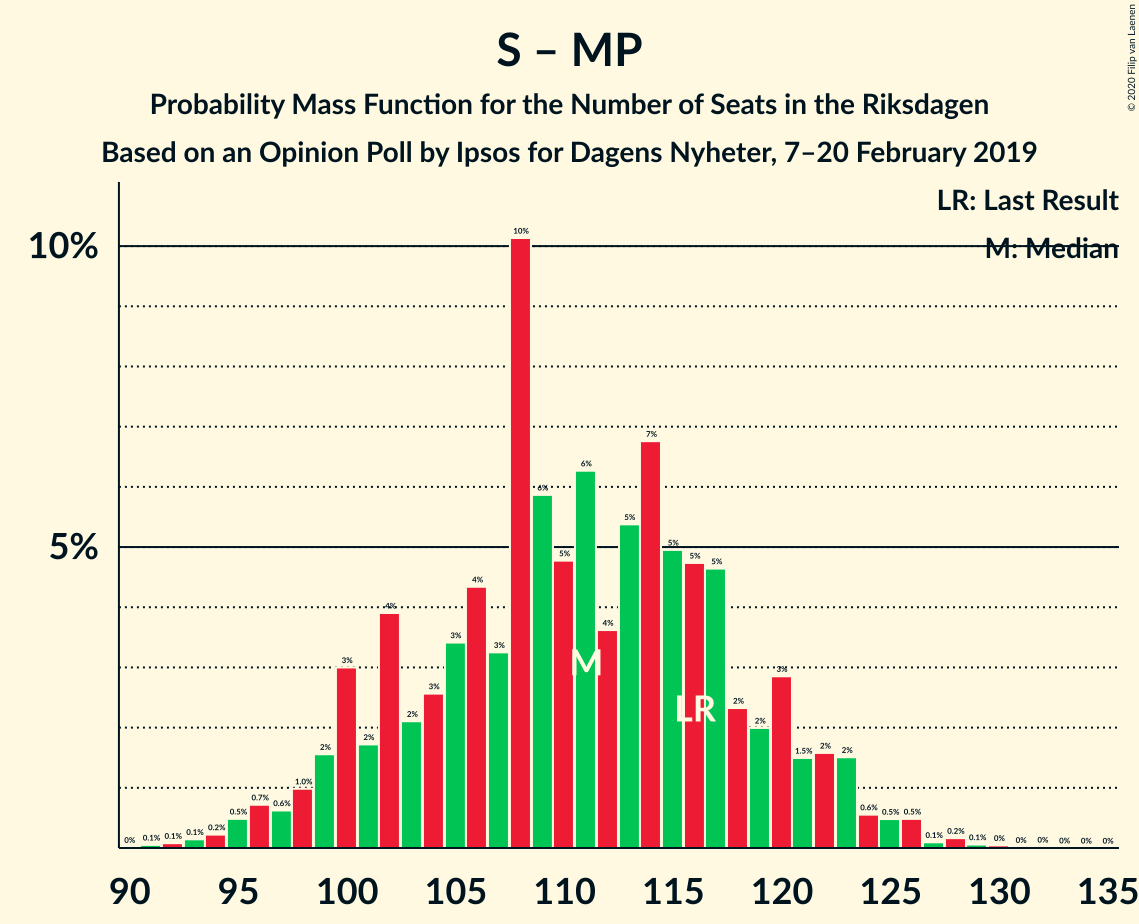 S – MP
Probability Mass Function for the Number of Seats in the Riksdagen
Based on an Opinion Poll by Ipsos for Dagens Nyheter, 7–20 February 2019
© 2020 Filip van Laenen
LR: Last Result
M: Median
10%
5%
0% 0.1% 0.1% 0.1% 0.2% 0.5% 0.7% 0.6% 1.0% 2% 3% 2% 4% 2% 3% 3% 4% 3% 10% 6% 5% 6% 4% 5% 7% 5% 5% 5% 2% 2% 3% 1.5% 2% 2% 0.6% 0.5% 0.5% 0.1% 0.2% 0.1% 0% 0% 0% 0% 0% 0%
M
LR
90 95 100 105 110 115 120 125 130 135